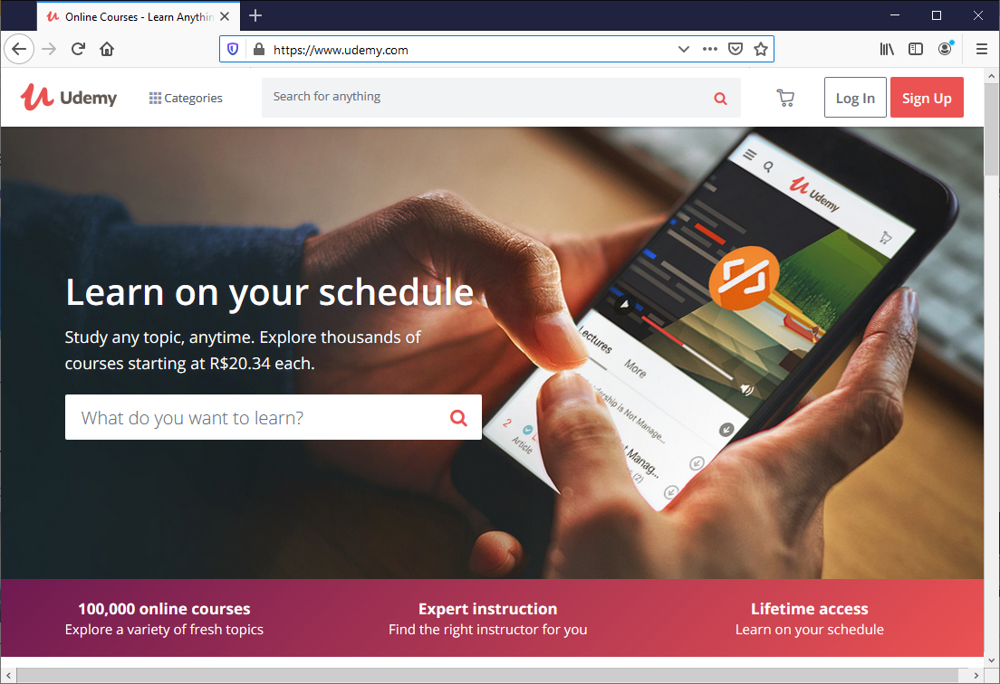 Online Courses - Learn Anythin
https://www.udemy.com
Udemy
Categories
Search for anything
Log In
Sign Up
Udemy
Learn on your schedule
Study any topic, anytime. Explore thousands of
courses starting at R$20.34 each.
What do you want to learn?
Lectures
More
is Not Manage...
2
Article
Manag...
(2)
100,000 online courses
Explore a variety of fresh topics
Expert instruction
Find the right instructor for you
Lifetime access
Learn on your schedule